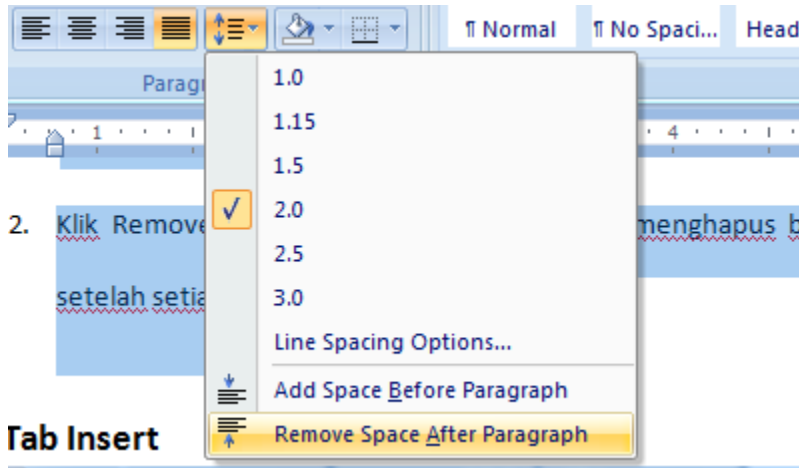 ¶ Normal ¶ No Spaci... Head
Paragr
1.0
1 4
1.15
1.5
2. Klik Remove 2.0 menghapus b
2.5
setelah setia 3.0
Line Spacing Options...
Add Space Before Paragraph
Tab Insert Remove Space After Paragraph